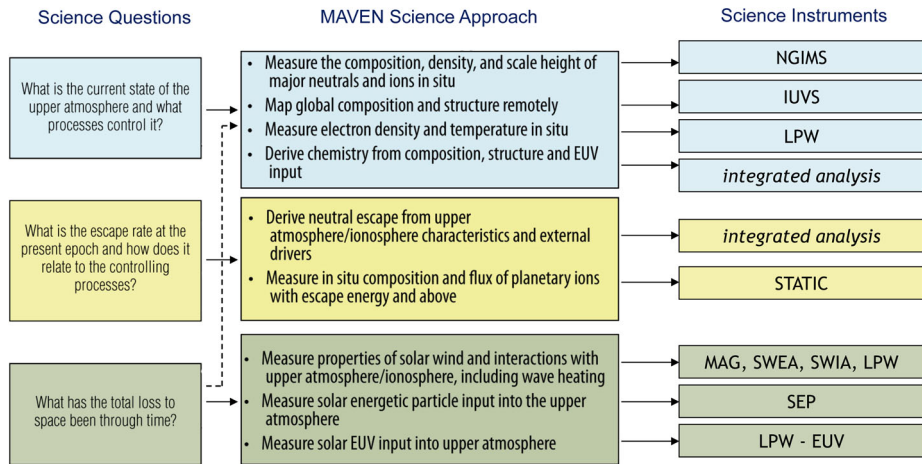 Science Questions
MAVEN Science Approach
Science Instruments
What is the current state of the
upper atmosphere and what
processes control it?
• Measure the composition, density, and scale height of
major neutrals and ions in situ
• Map global composition and structure remotely
• Measure electron density and temperature in situ
• Derive chemistry from composition, structure and EUV
input
NGIMS
IUVS
LPW
integrated analysis
What is the escape rate at the
present epoch and how does it
relate to the controlling
processes?
• Derive neutral escape from upper
atmosphere/ionosphere characteristics and external
drivers
• Measure in situ composition and flux of planetary ions
with escape energy and above
integrated analysis
STATIC
What has the total loss to
space been through time?
• Measure properties of solar wind and interactions with
upper atmosphere/ionosphere, including wave heating
• Measure solar energetic particle input into the upper
atmosphere
• Measure solar EUV input into upper atmosphere
MAG, SWEA, SWIA, LPW
SEP
LPW - EUV